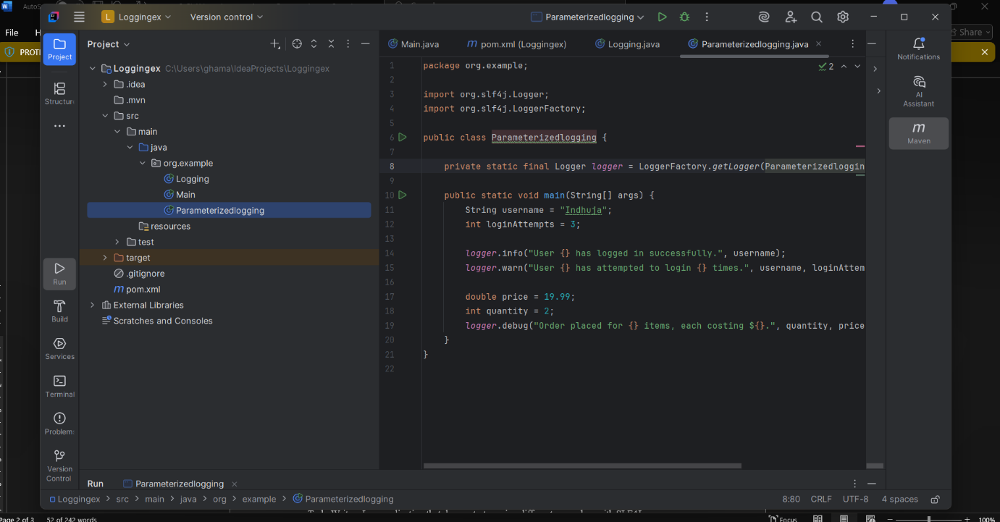 AutoS
File
H
Share
PROT
L
Loggingex
Version control
Parameterizedlogging
Project
Structure
Run
Build
Services
Terminal
Problems
Version
Control
Project
Loggingex C:\Users\ghama\IdeaProjects\Loggingex
.idea
.mvn
src
main
java
org.example
Logging
Main
Parameterizedlogging
resources
test
target
.gitignore
m pom.xml
External Libraries
Scratches and Consoles
Main.java
m pom.xml (Loggingex)
Logging.java
Parameterizedlogging.java
2
1 package org.example;
2
3 import org.slf4j.Logger;
4 import org.slf4j.LoggerFactory;
5
6 public class Parameterizedlogging {
7
8 private static final Logger logger = LoggerFactory.getLogger(Parameterizedloggin
9
10 public static void main(String[] args) {
11 String username = "Indhuja";
12 int loginAttempts = 3;
13
14 logger.info("User {} has logged in successfully.", username);
15 logger.warn("User {} has attempted to login {} times.", username, loginAttem
16
17 double price = 19.99;
18 int quantity = 2;
19 logger.debug("Order placed for {} items, each costing ${}.", quantity, price
20 }
21 }
22
Notifications
AI
Assistant
m
Maven
Run
Parameterizedlogging
Loggingex > src > main > java > org > example > Parameterizedlogging
8:80 CRLF UTF-8 4 spaces
Page 2 of 3 52 of 242 words
Focus
100%